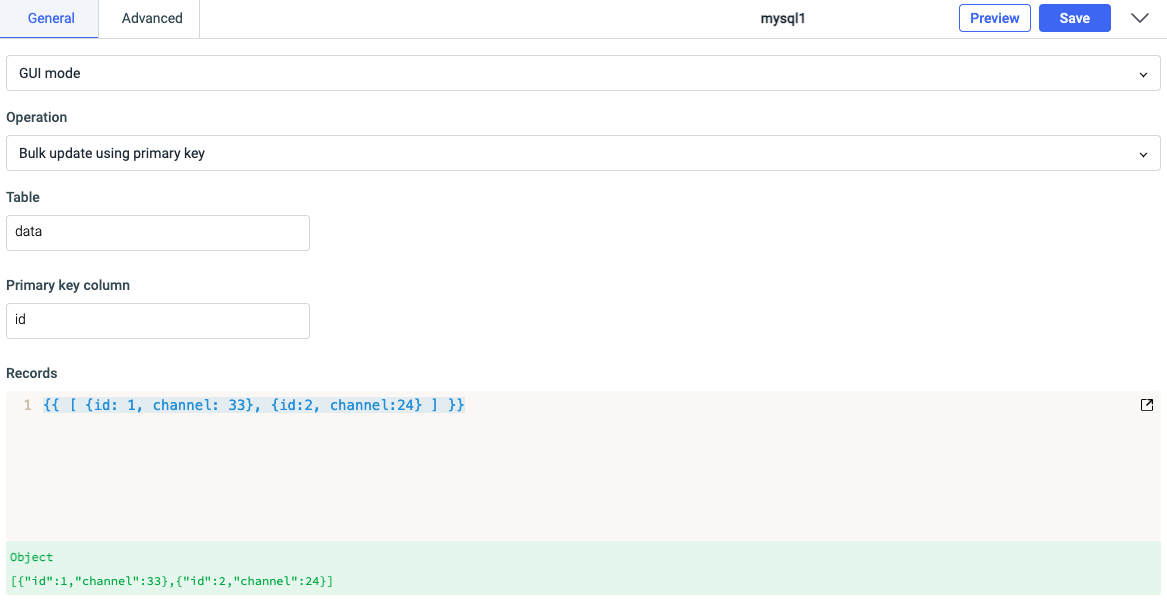 General Advanced mysql1 Preview Save
GUI mode
Operation
Bulk update using primary key
Table
data
Primary key column
id
Records
1 {{ [ {id: 1, channel: 33}, {id:2, channel:24} ] }}
Object
[{"id":1,"channel":33},{"id":2,"channel":24}]